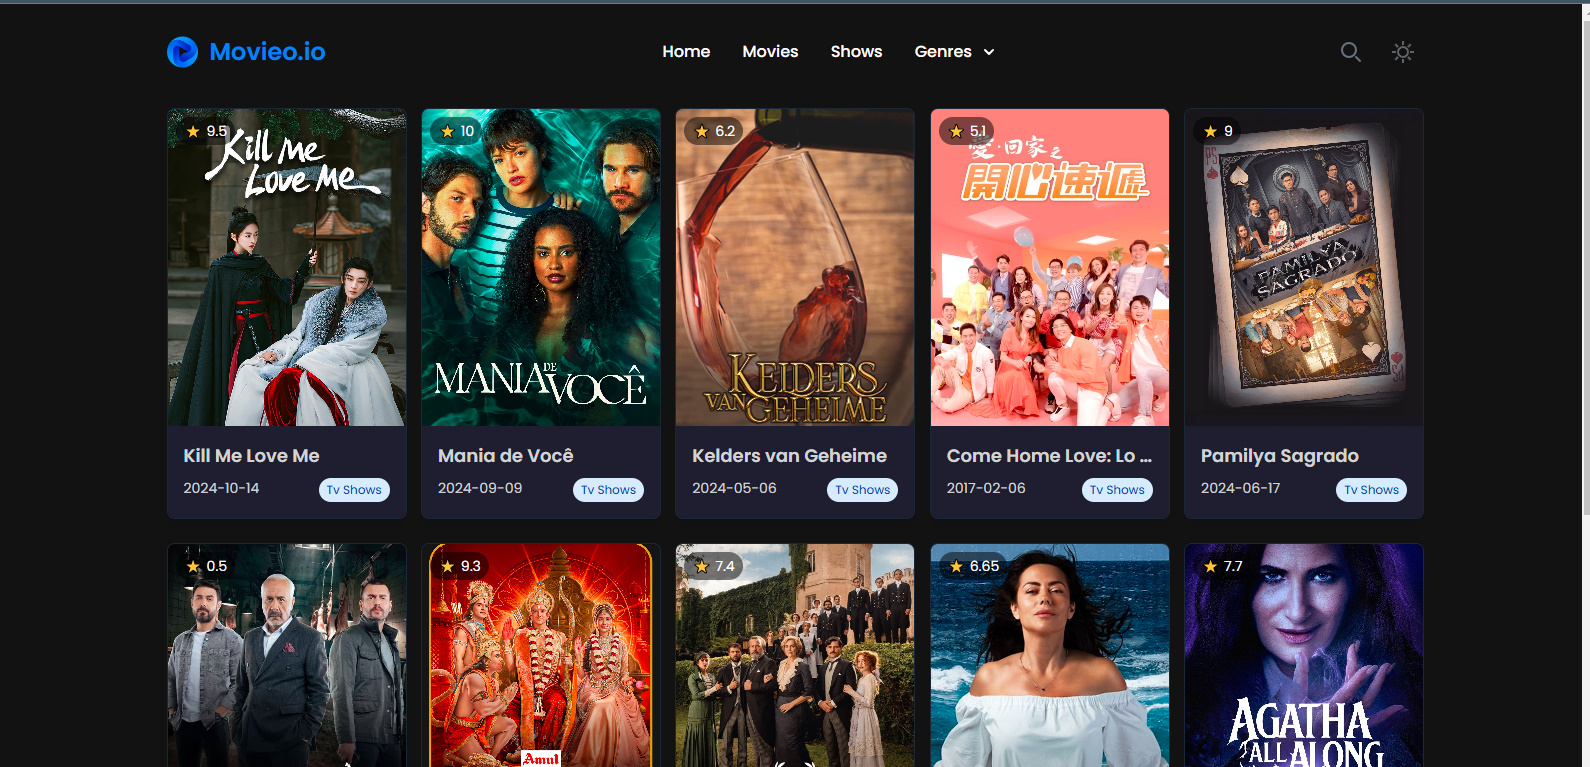 Movieo.io
Home Movies Shows Genres
9.5
Kill Me
Love Me
10
MANIA DE VOCÊ
6.2
KELDERS
VAN GEHEIME
5.1
愛·回家之
開心速遞
9
PS
PAMILYA
SAGRADO
PS
Kill Me Love Me
2024-10-14 Tv Shows
Mania de Você
2024-09-09 Tv Shows
Kelders van Geheime
2024-05-06 Tv Shows
Come Home Love: Lo ...
2017-02-06 Tv Shows
Pamilya Sagrado
2024-06-17 Tv Shows
0.5
9.3
Amul
7.4
6.65
7.7
AGATHA
ALL ALONG